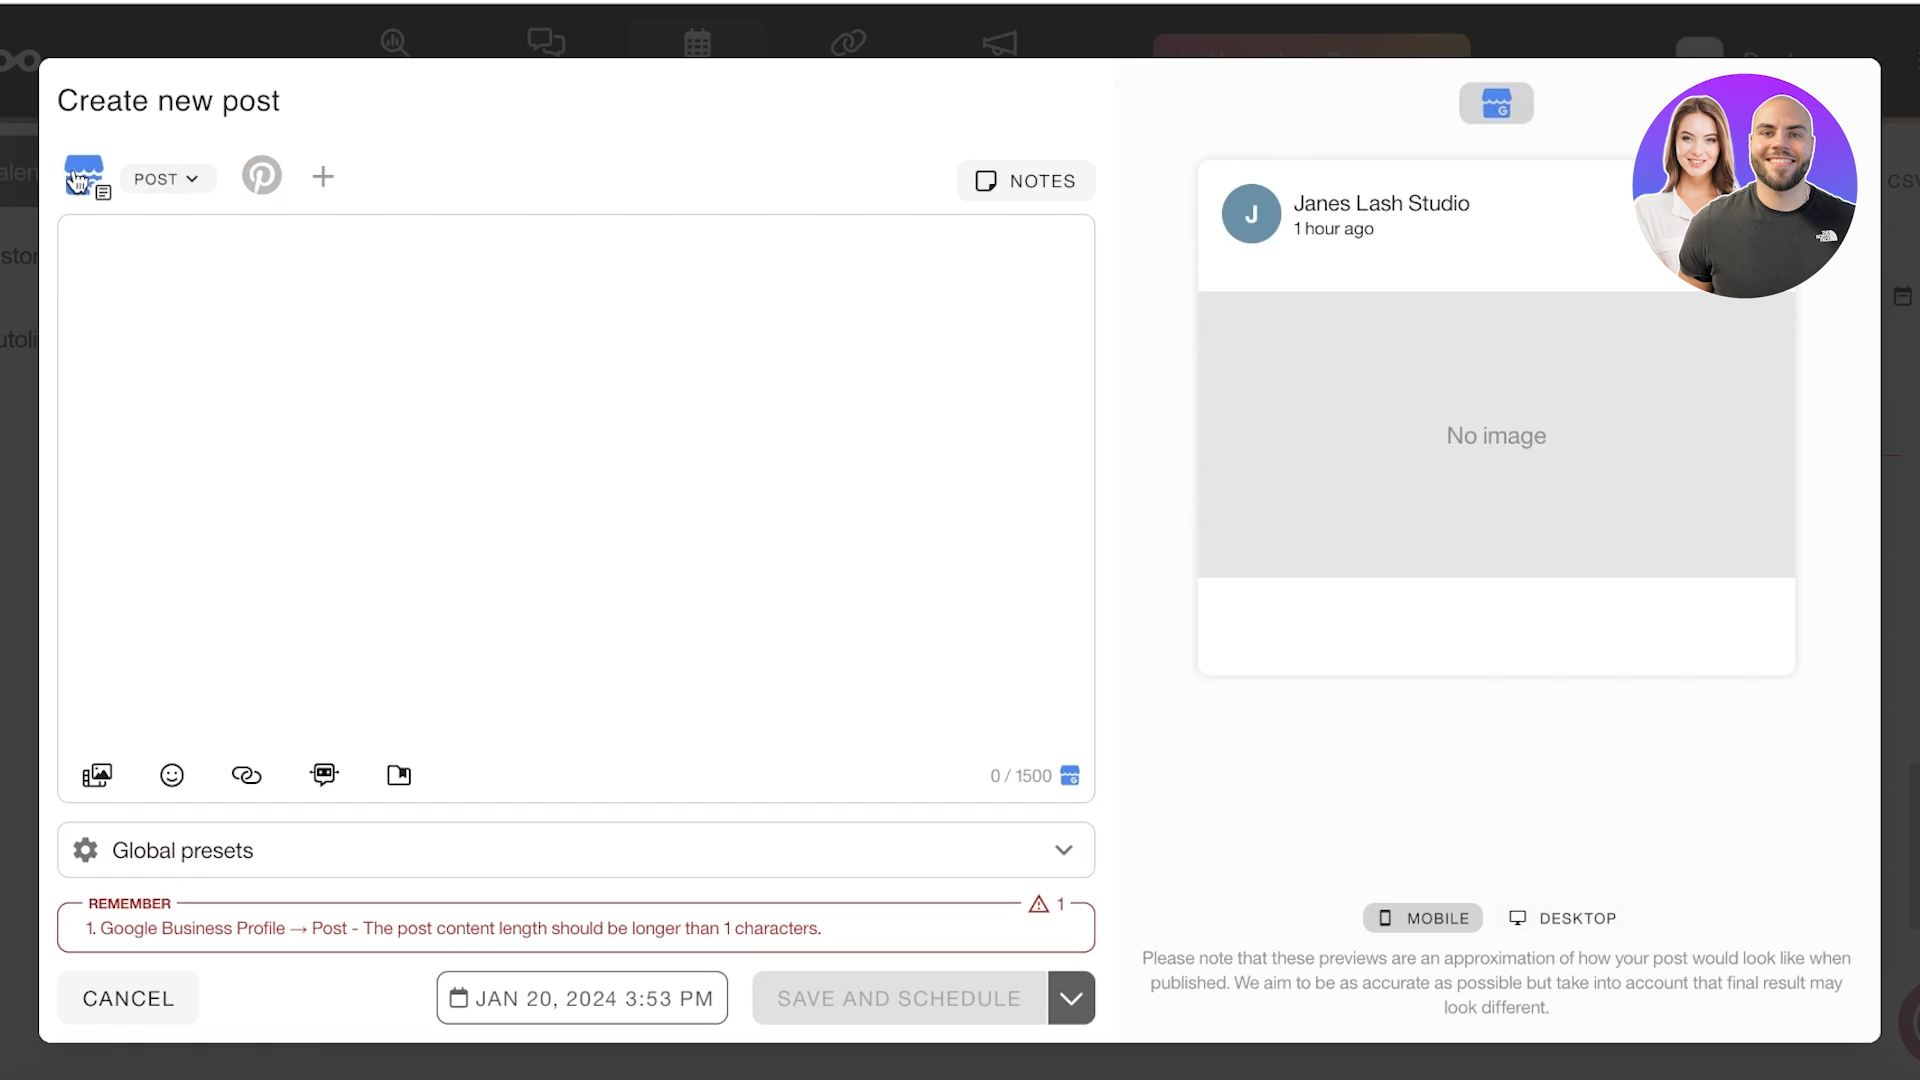 Create new post
POST
NOTES
Janes Lash Studio
1 hour ago
J
No image
0 / 1500
Global presets
REMEMBER
1
1. Google Business Profile → Post - The post content length should be longer than 1 characters.
CANCEL
JAN 20, 2024 3:53 PM
SAVE AND SCHEDULE
MOBILE
DESKTOP
Please note that these previews are an approximation of how your post would look like when
published. We aim to be as accurate as possible but take into account that final result may
look different.